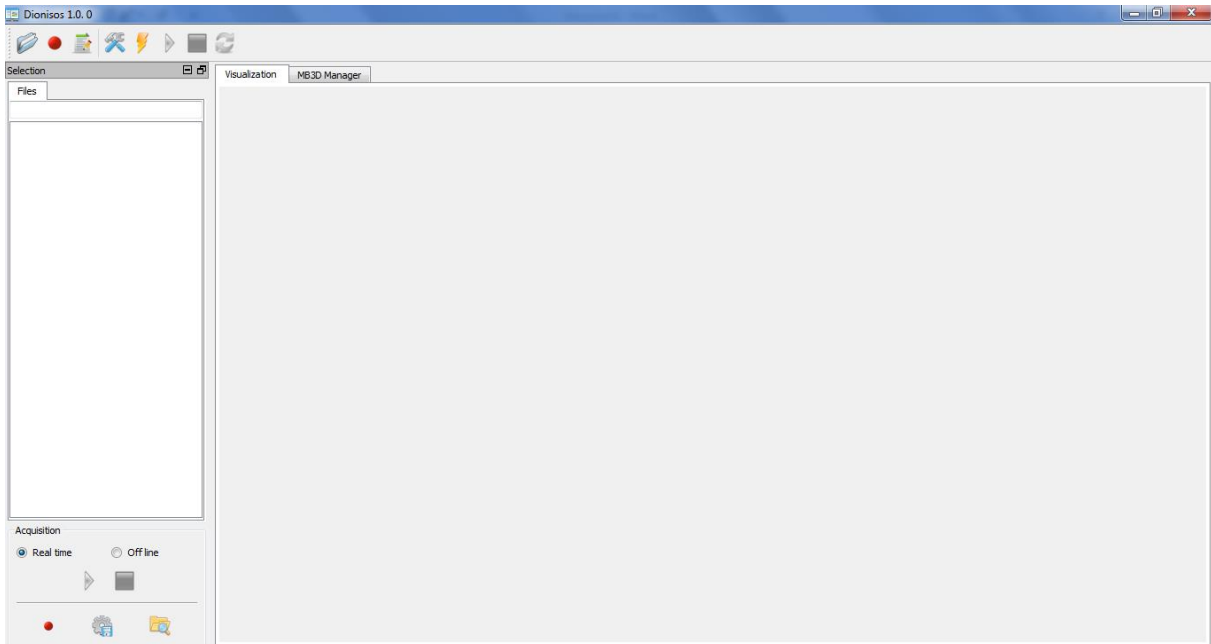 Dionisos 1.0. 0
Selection
Visualization
MB3D Manager
Files
Acquisition
Real time
Off line